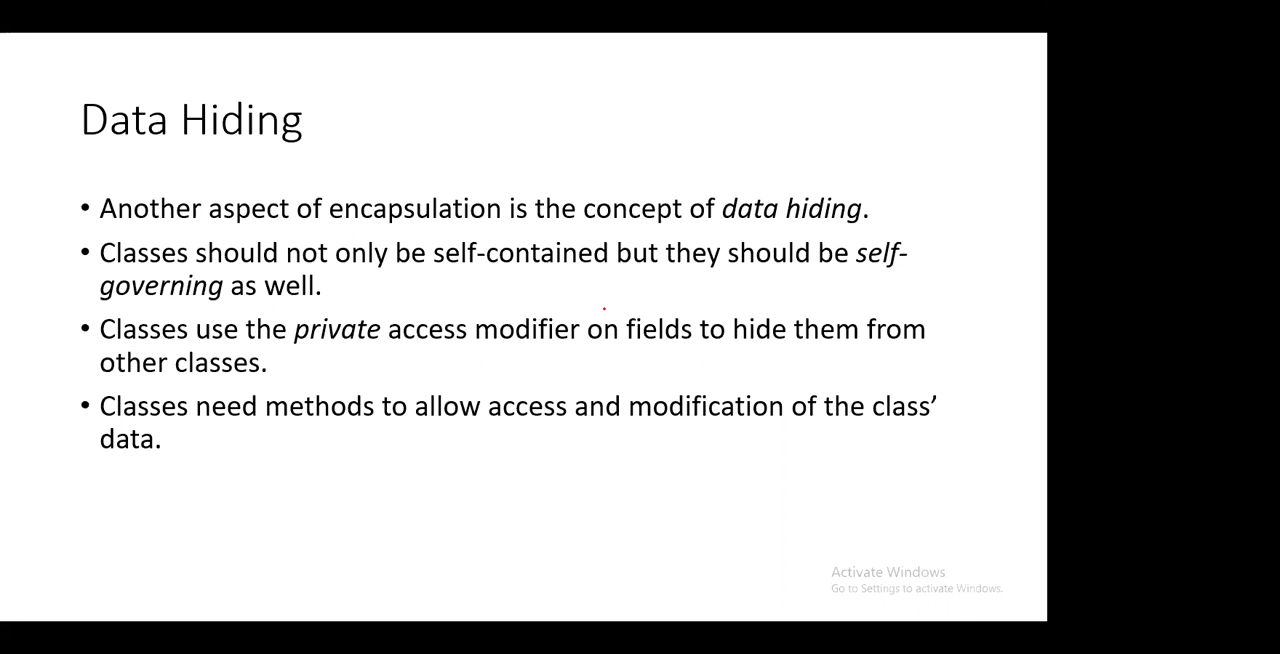 Data Hiding
• Another aspect of encapsulation is the concept of data hiding.
• Classes should not only be self-contained but they should be self-
governing as well.
• Classes use the private access modifier on fields to hide them from
other classes.
• Classes need methods to allow access and modification of the class’
data.
Activate Windows
Go to Settings to activate Windows.